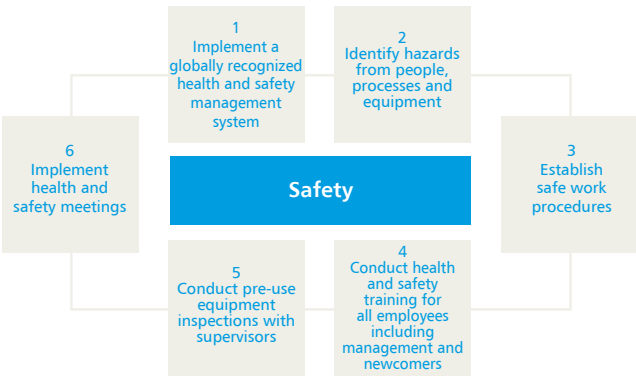 1
Implement a
globally recognized
health and safety
management
system
2
Identify hazards
from people,
processes and
equipment
3
Establish
safe work
procedures
4
Conduct health
and safety
training for
all employees
including
management and
newcomers
5
Conduct pre-use
equipment
inspections with
supervisors
6
Implement
health and
safety meetings
Safety